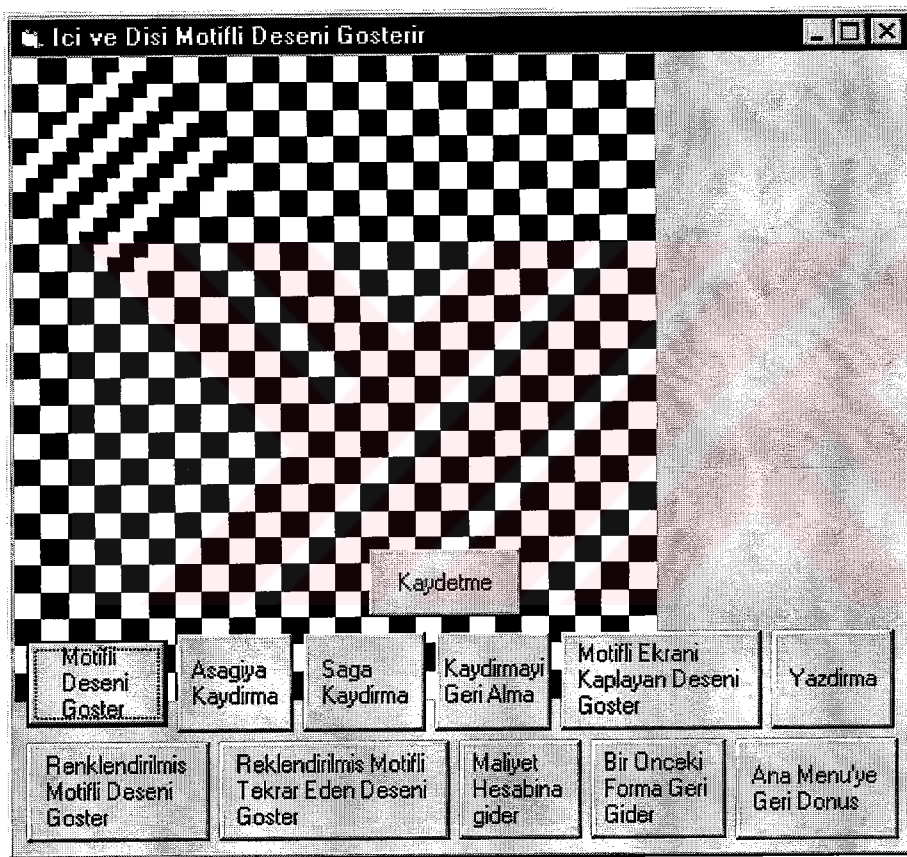 Ici ve Disi Motifli Deseni Gosterir
Kaydetme
Motifli
Deseni
Goster
Asagiya
Kaydirma
Saga
Kaydirma
Kaydirmayi
Geri Alma
Motifli Ekrani
Kaplayan Deseni
Goster
Yazdirma
Renklendirilmis
Motifli Deseni
Goster
Reklendirilmis Motifli
Tekrar Eden Deseni
Goster
Maliyet
Hesabina
gider
Bir Onceki
Forma Geri
Gider
Ana Menu'ye
Geri Donus